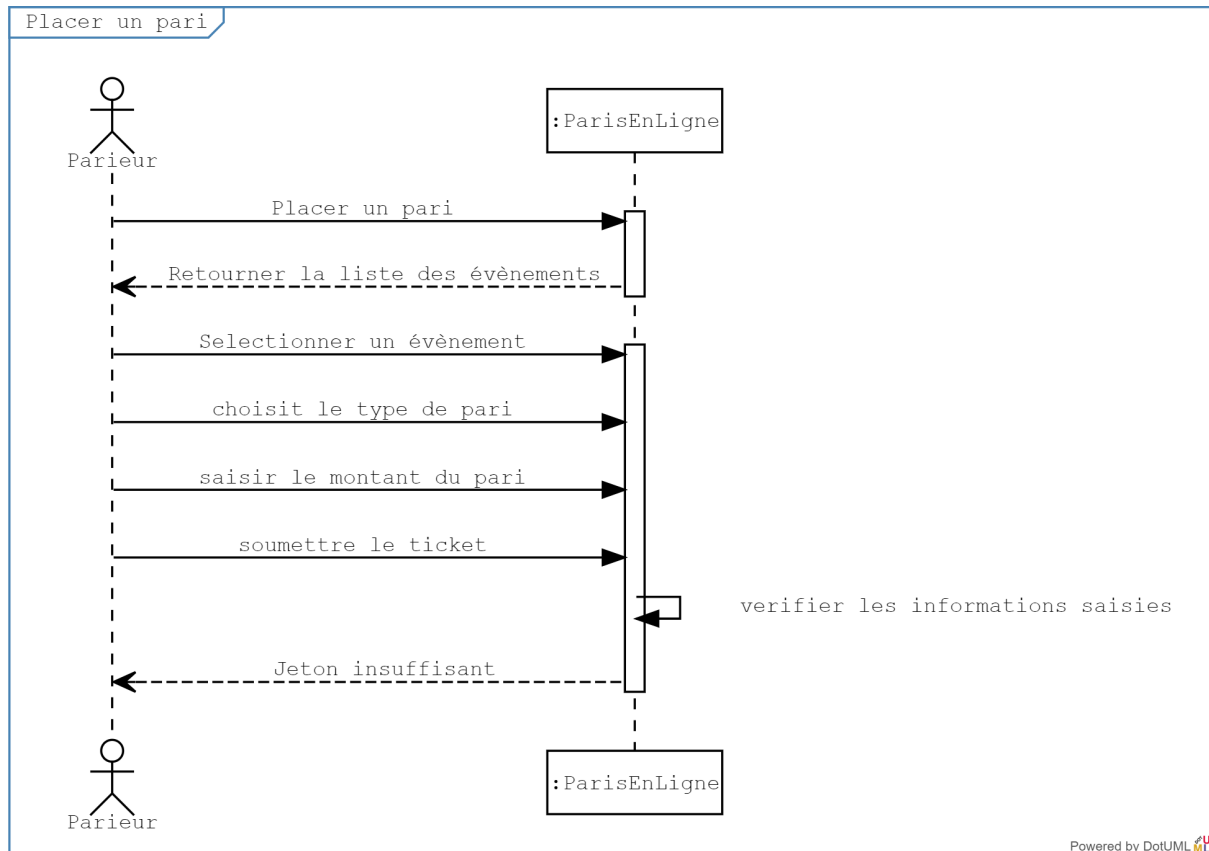 Placer un pari
:ParisEnLigne
Parieur
Placer un pari
Retourner la liste des évènements
Selectionner un évènement
choisit le type de pari
saisir le montant du pari
soumettre le ticket
verifier les informations saisies
Jeton insuffisant
:ParisEnLigne
Parieur
Powered by DotUML